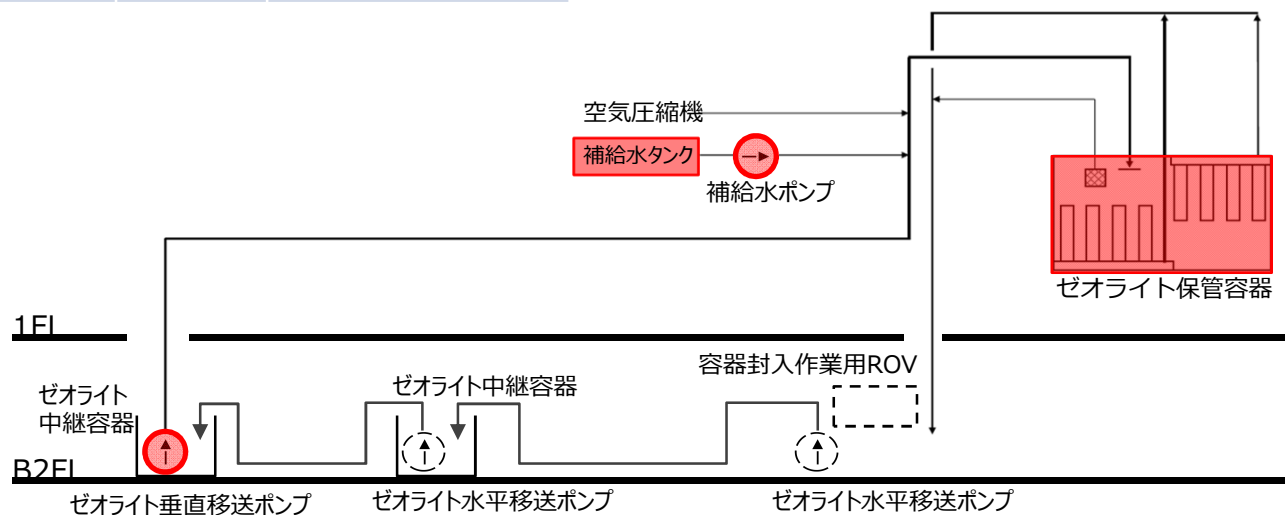 空気圧縮機
補給水タンク
補給水ポンプ
ゼオライト保管容器
1FL
容器封入作業用ROV
ゼオライト
中継容器
ゼオライト中継容器
B2FL
ゼオライト垂直移送ポンプ
ゼオライト水平移送ポンプ
ゼオライト水平移送ポンプ